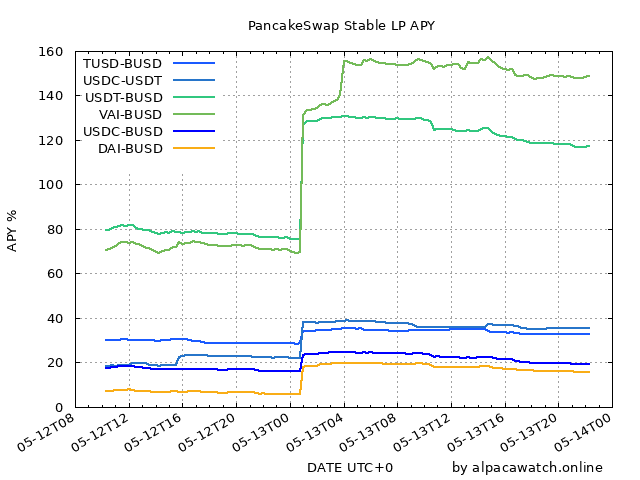 PancakeSwap Stable LP APY
160
140
120
100
80
60
40
20
0
APY %
TUSD-BUSD
USDC-USDT
USDT-BUSD
VAI-BUSD
USDC-BUSD
DAI-BUSD
05-12T08
05-12T12
05-12T16
05-12T20
05-13T00
05-13T04
05-13T08
05-13T12
05-13T16
05-13T20
05-14T00
DATE UTC+0
by alpacawatch.online